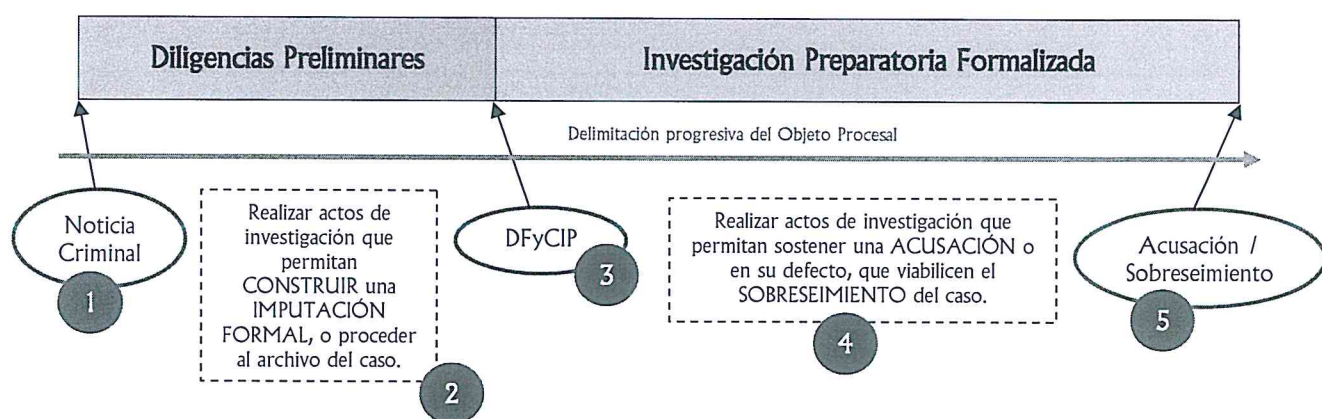 Diligencias Preliminares
Investigación Preparatoria Formalizada
Delimitación progresiva del Objeto Procesal
Noticia
Criminal
1
Realizar actos de
investigación que
permitan
CONSTRUIR una
IMPUTACIÓN
FORMAL, o proceder
al archivo del caso.
2
DFyCIP
3
Realizar actos de investigación que
permitan sostener una ACUSACIÓN o
en su defecto, que viabilicen el
SOBRESEIMIENTO del caso.
4
Acusación /
Sobreseimiento
5